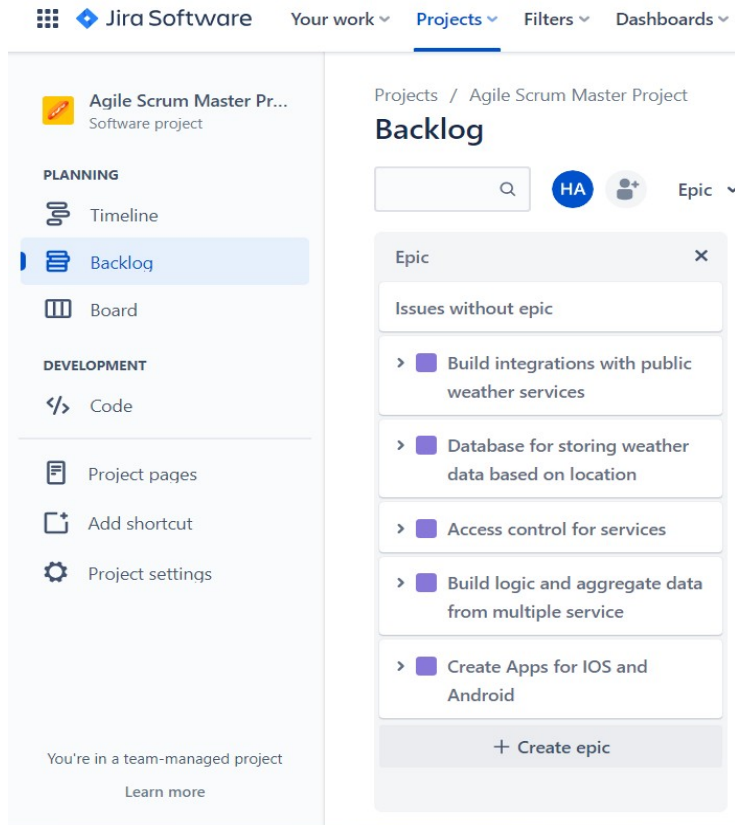 Jira Software Your work Projects Filters Dashboards
Agile Scrum Master Pr...
Software project
PLANNING
Timeline
Backlog
Board
DEVELOPMENT
Code
Project pages
Add shortcut
Project settings
You're in a team-managed project
Learn more
Projects / Agile Scrum Master Project
Backlog
HA Epic
Epic
Issues without epic
Build integrations with public
weather services
Database for storing weather
data based on location
Access control for services
Build logic and aggregate data
from multiple service
Create Apps for IOS and
Android
+ Create epic